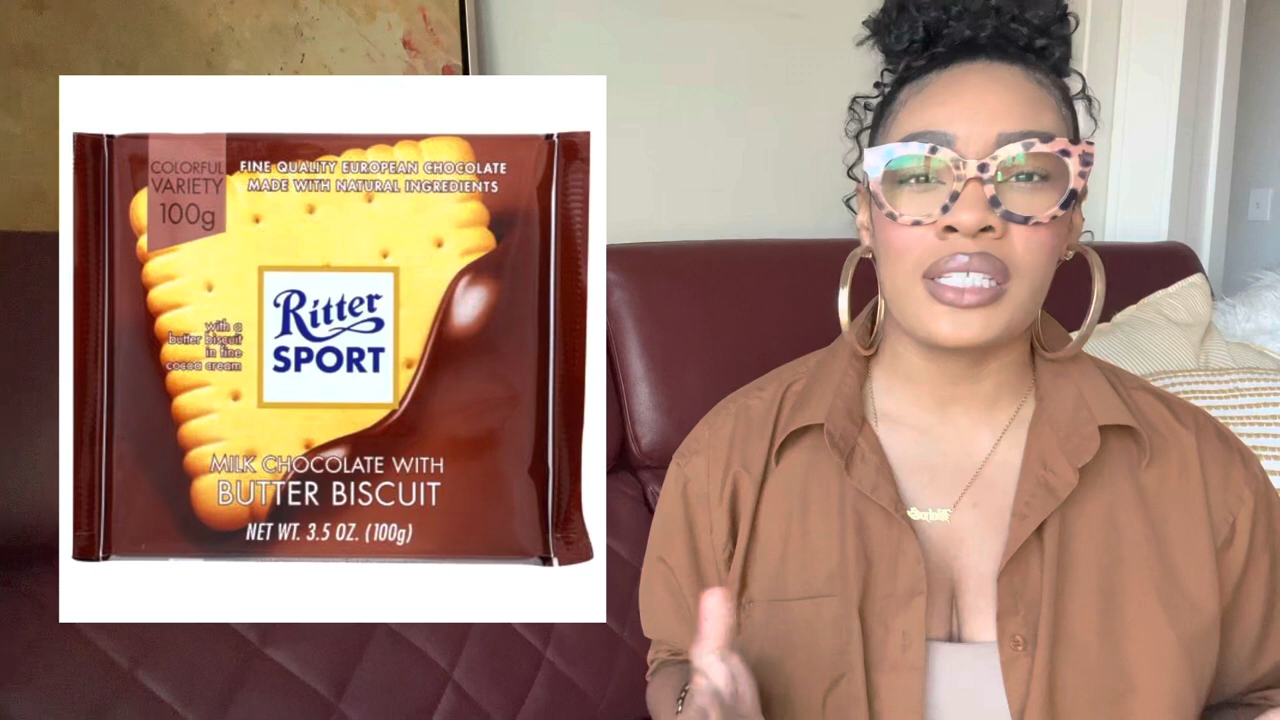 COLORFUL
VARIETY
100g
FINE QUALITY EUROPEAN CHOCOLATE
MADE WITH NATURAL INGREDIENTS
Ritter
SPORT
with a
butter biscuit
in fine
cocoa cream
MILK CHOCOLATE WITH
BUTTER BISCUIT
NET WT. 3.5 OZ. (100g)